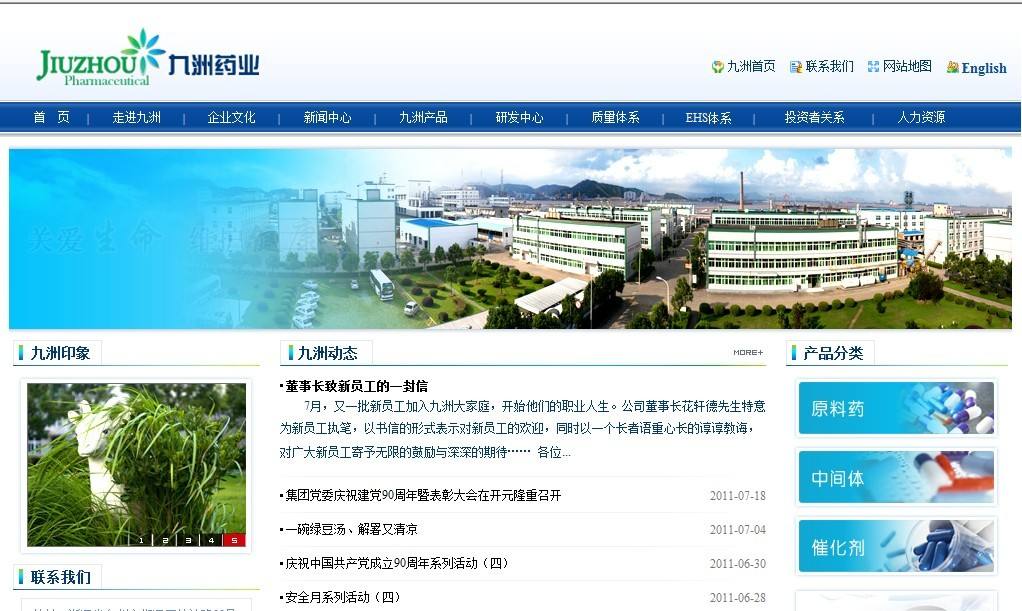 JIUZHOU 九洲药业
Pharmaceutical
九洲首页 联系我们 网站地图 English
首 页 | 走进九洲 | 企业文化 | 新闻中心 | 九洲产品 | 研发中心 | 质量体系 | EHS体系 | 投资者关系 | 人力资源
九洲印象
1 2 3 4 5
联系我们
九洲动态 MORE+
·董事长致新员工的一封信
7月，又一批新员工加入九洲大家庭，开始他们的职业人生。公司董事长花轩德先生特意
为新员工执笔，以书信的形式表示对新员工的欢迎，同时以一个长者语重心长的谆谆教诲，
对广大新员工寄予无限的鼓励与深深的期待…… 各位...
·集团党委庆祝建党90周年暨表彰大会在开元隆重召开 2011-07-18
·一碗绿豆汤、解署又清凉 2011-07-04
·庆祝中国共产党成立90周年系列活动（四） 2011-06-30
·安全月系列活动（四） 2011-06-28
产品分类
原料药
中间体
催化剂